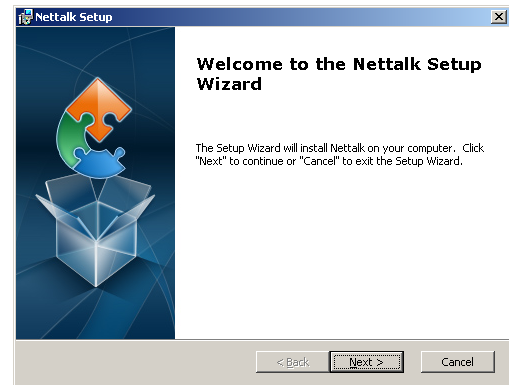 Nettalk Setup
Welcome to the Nettalk Setup
Wizard
The Setup Wizard will install Nettalk on your computer.  Click
"Next" to continue or "Cancel" to exit the Setup Wizard.
< Back
Next >
Cancel